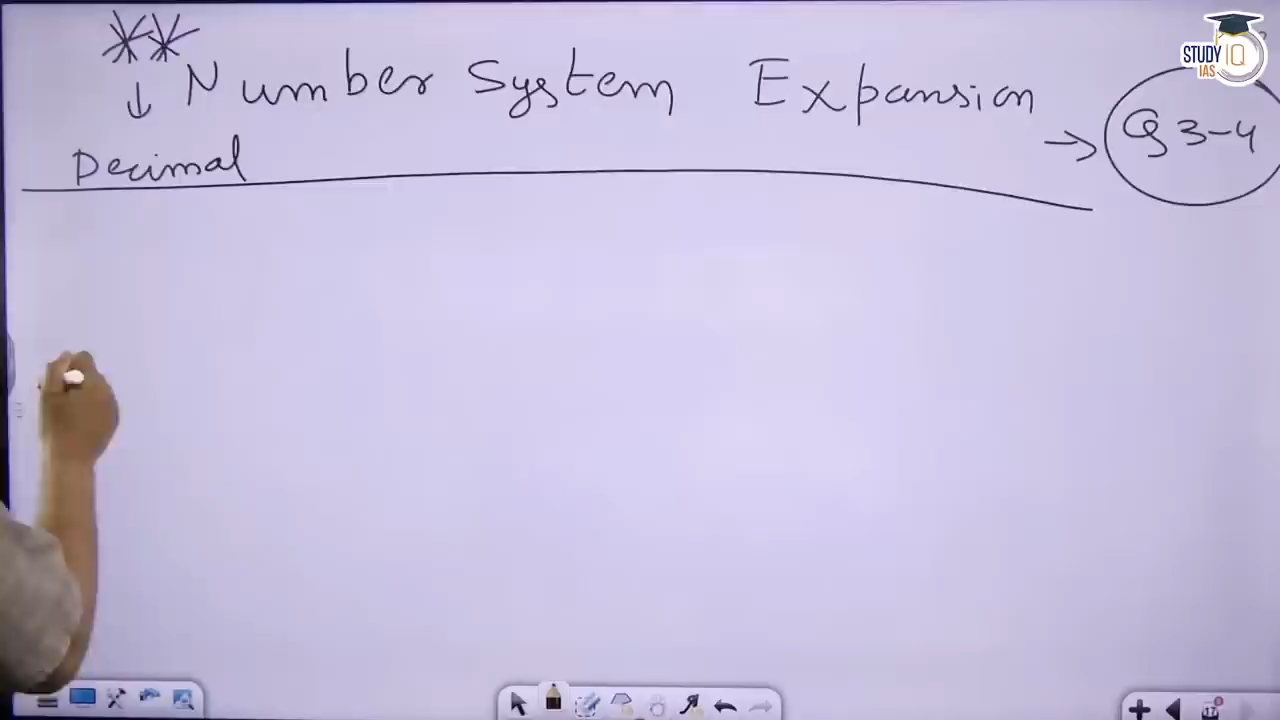 STUDY IQ
IAS
Number System Expansion
→ Q 3-4
↓
Decimal